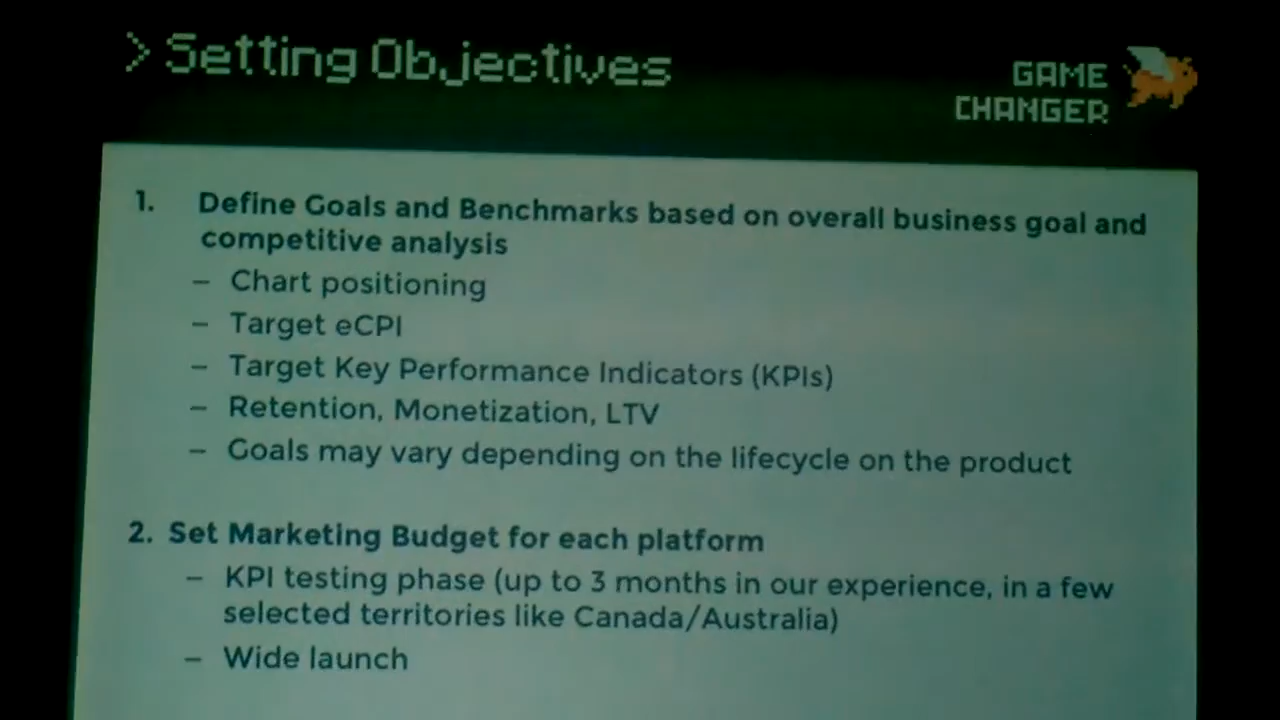 > Setting Objectives
GAME
CHANGER
1. Define Goals and Benchmarks based on overall business goal and
competitive analysis
– Chart positioning
– Target eCPI
– Target Key Performance Indicators (KPIs)
– Retention, Monetization, LTV
– Goals may vary depending on the lifecycle on the product
2. Set Marketing Budget for each platform
– KPI testing phase (up to 3 months in our experience, in a few
selected territories like Canada/Australia)
– Wide launch